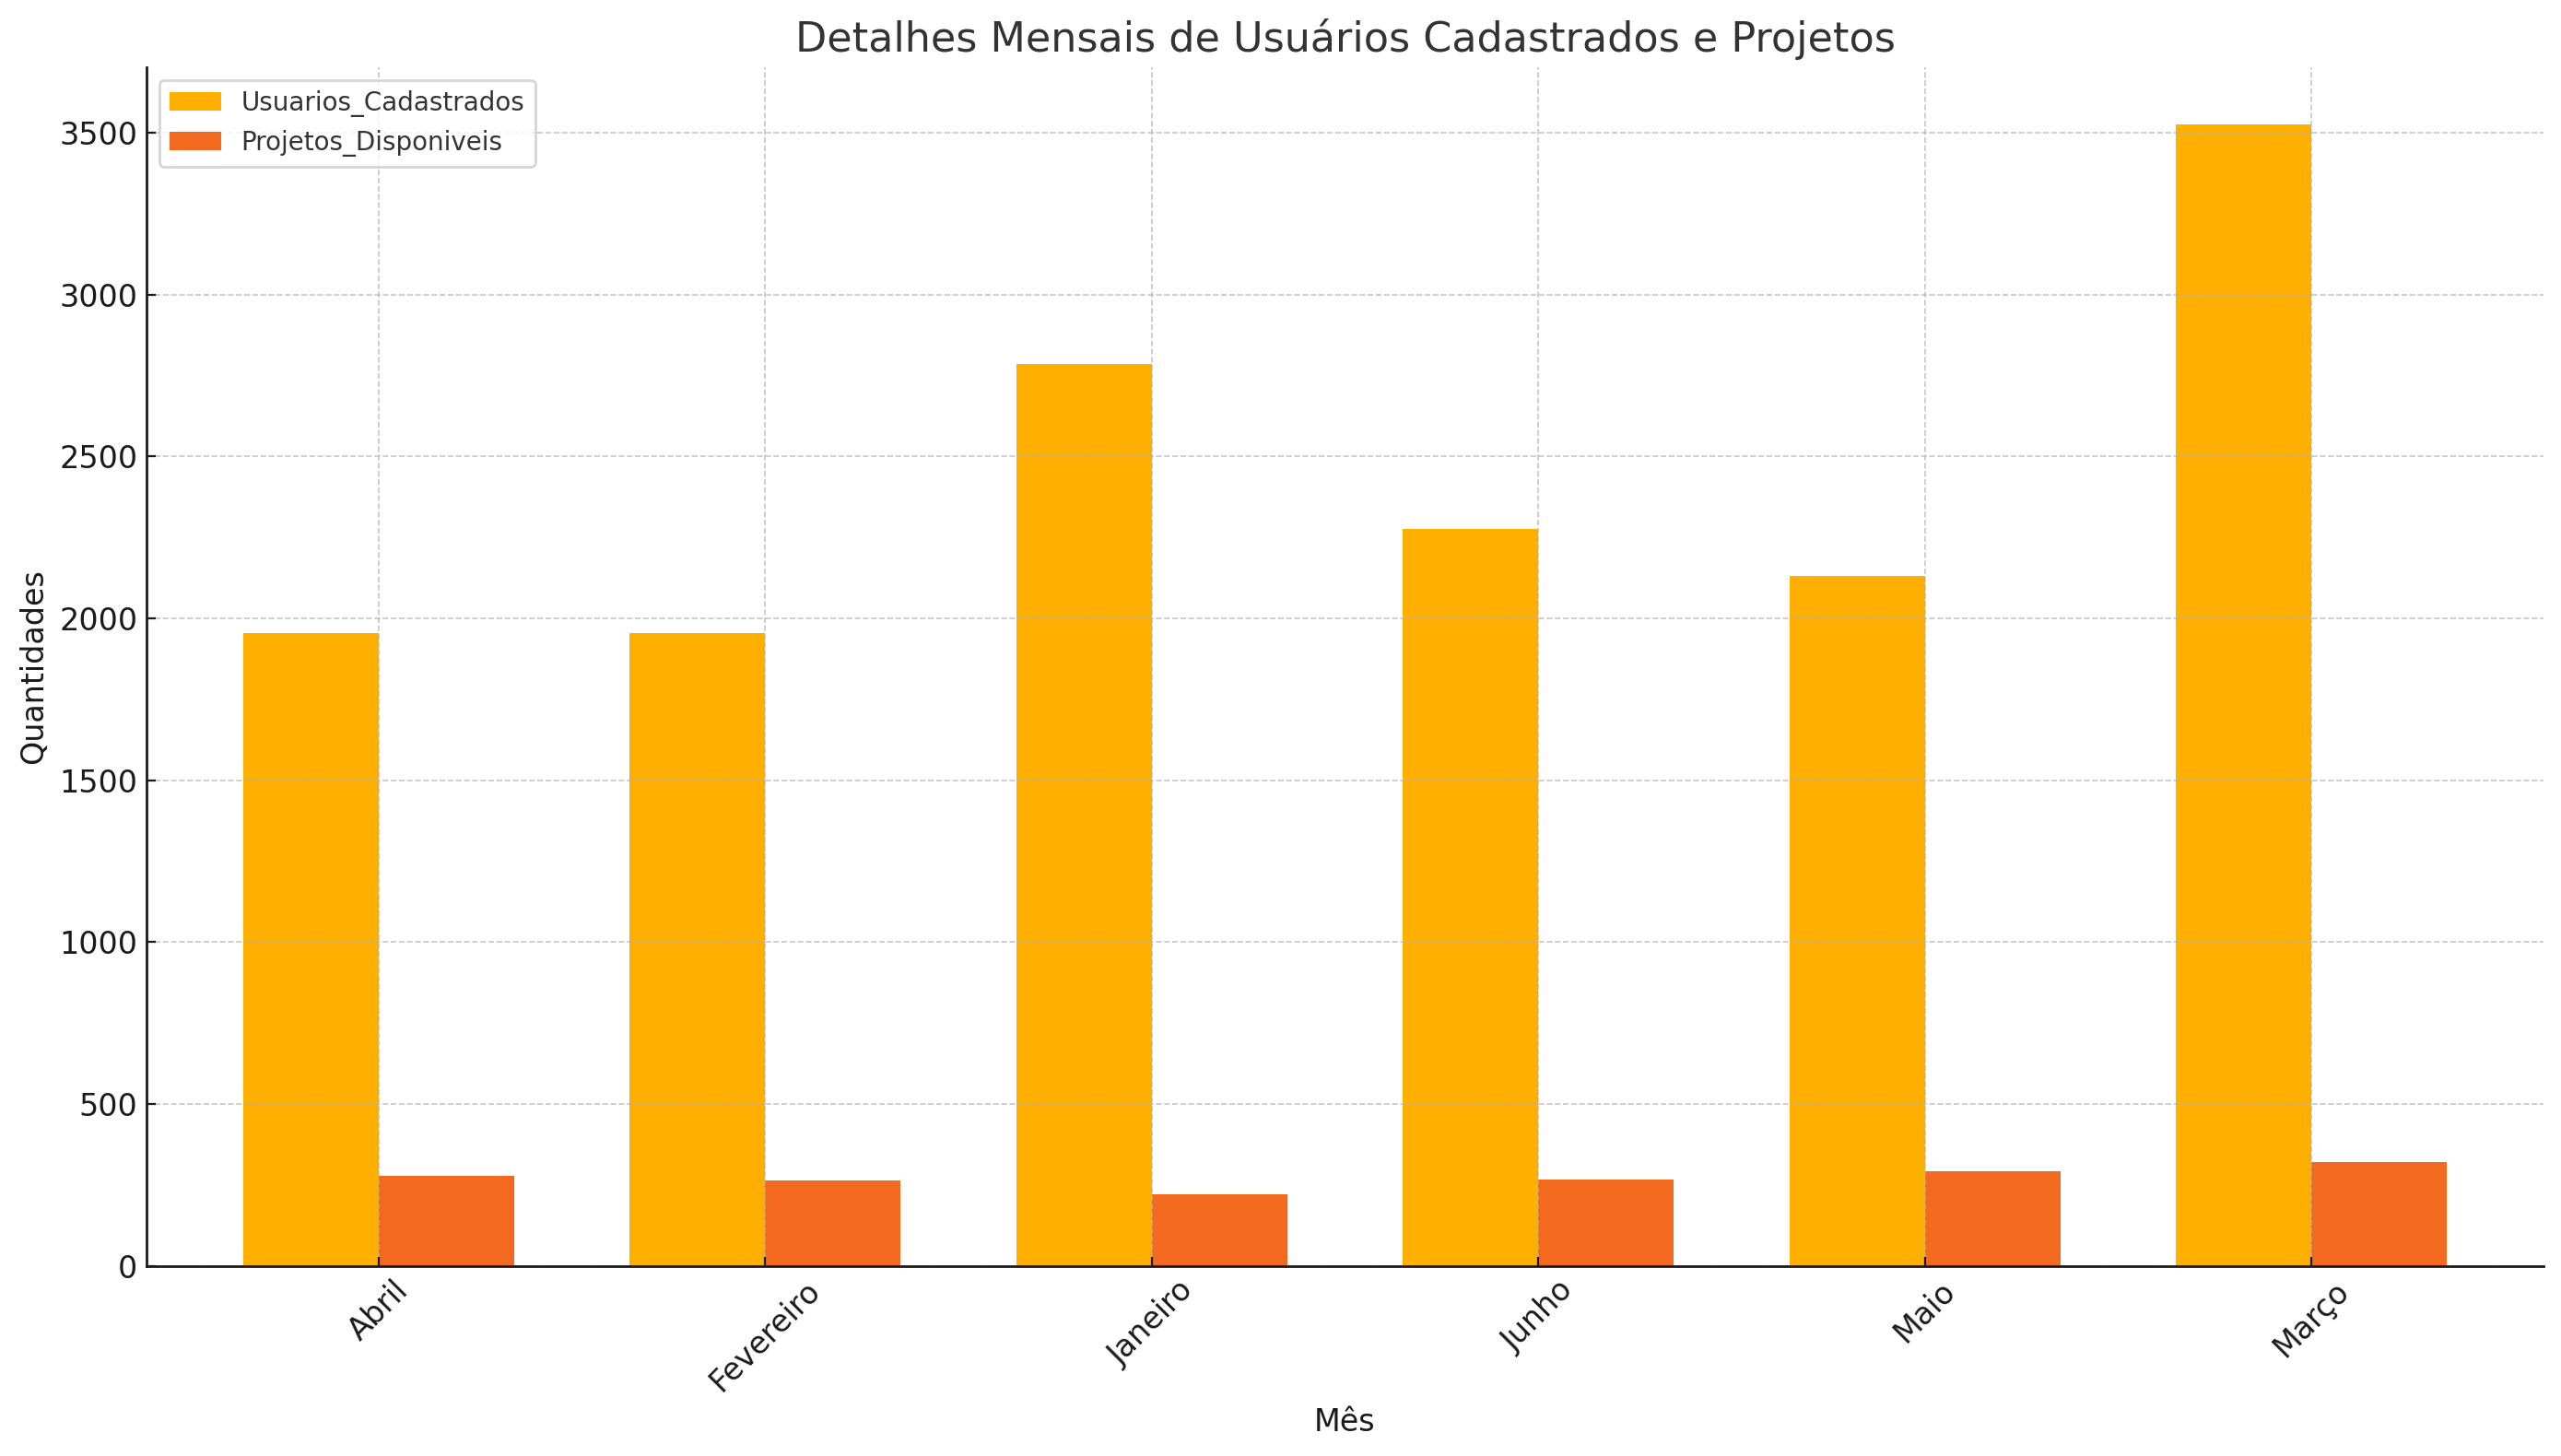 Detalhes Mensais de Usuários Cadastrados e Projetos
Usuarios_Cadastrados
Projetos_Disponiveis
3500
3000
2500
2000
1500
1000
500
0
Quantidades
Abril
Fevereiro
Janeiro
Junho
Maio
Março
Mês